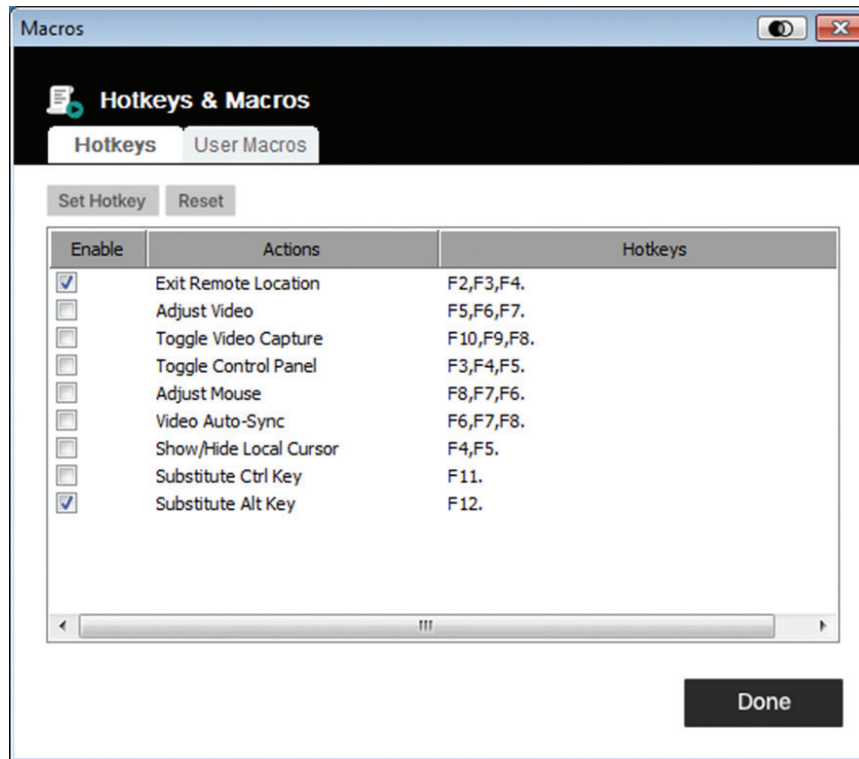 Macros
Hotkeys & Macros
Hotkeys User Macros
Set Hotkey Reset
Enable Actions Hotkeys
Exit Remote Location F2,F3,F4.
Adjust Video F5,F6,F7.
Toggle Video Capture F10,F9,F8.
Toggle Control Panel F3,F4,F5.
Adjust Mouse F8,F7,F6.
Video Auto-Sync F6,F7,F8.
Show/Hide Local Cursor F4,F5.
Substitute Ctrl Key F11.
Substitute Alt Key F12.
Done